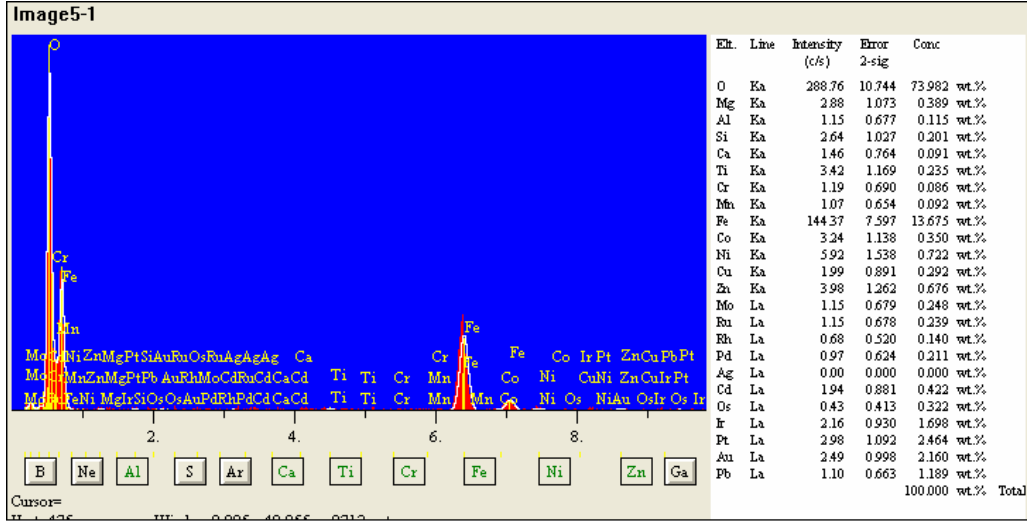 Image5-1
Elt. Line Intensity Error Conc
(c/s) 2-sig
O Ka 288.76 10.744 73.982 wt.%
Mg Ka 2.88 1.073 0.389 wt.%
Al Ka 1.15 0.677 0.115 wt.%
Si Ka 2.64 1.027 0.201 wt.%
Ca Ka 1.46 0.764 0.091 wt.%
Ti Ka 3.42 1.169 0.235 wt.%
Cr Ka 1.19 0.690 0.086 wt.%
Mn Ka 1.07 0.654 0.092 wt.%
Fe Ka 144.37 7.597 13.675 wt.%
Co Ka 3.24 1.138 0.350 wt.%
Ni Ka 5.92 1.538 0.722 wt.%
Cu Ka 1.99 0.891 0.292 wt.%
Zn Ka 3.98 1.262 0.676 wt.%
Mo La 1.15 0.679 0.248 wt.%
Ru La 1.15 0.678 0.239 wt.%
Rh La 0.68 0.520 0.140 wt.%
Pd La 0.97 0.624 0.211 wt.%
Ag La 0.00 0.000 0.000 wt.%
Cd La 1.94 0.881 0.422 wt.%
Os La 0.43 0.413 0.322 wt.%
Ir La 2.16 0.930 1.698 wt.%
Pt La 2.98 1.092 2.464 wt.%
Au La 2.49 0.998 2.160 wt.%
Pb La 1.10 0.663 1.189 wt.%
100.000 wt.% Total
O
Cr
Fe
Mn
Fe
NiZnMgPtSiAuRuOsRuAgAgAg Ca Cr Fe Fe Co Ir Pt ZnCuPbPt
MnZnMgPtPb AuRhMoCdRuCdCaCd Ti Ti Cr Mn Co Ni CuNi ZnCuIrPt
FeNi MgIrSiOsOsAuPdRhPdCdCaCd Ti Ti Cr Mn Mn Co Ni Os NiAu OsIr Os Ir
2. 4. 6. 8.
B Ne Al S Ar Ca Ti Cr Fe Ni Zn Ga
Cursor=